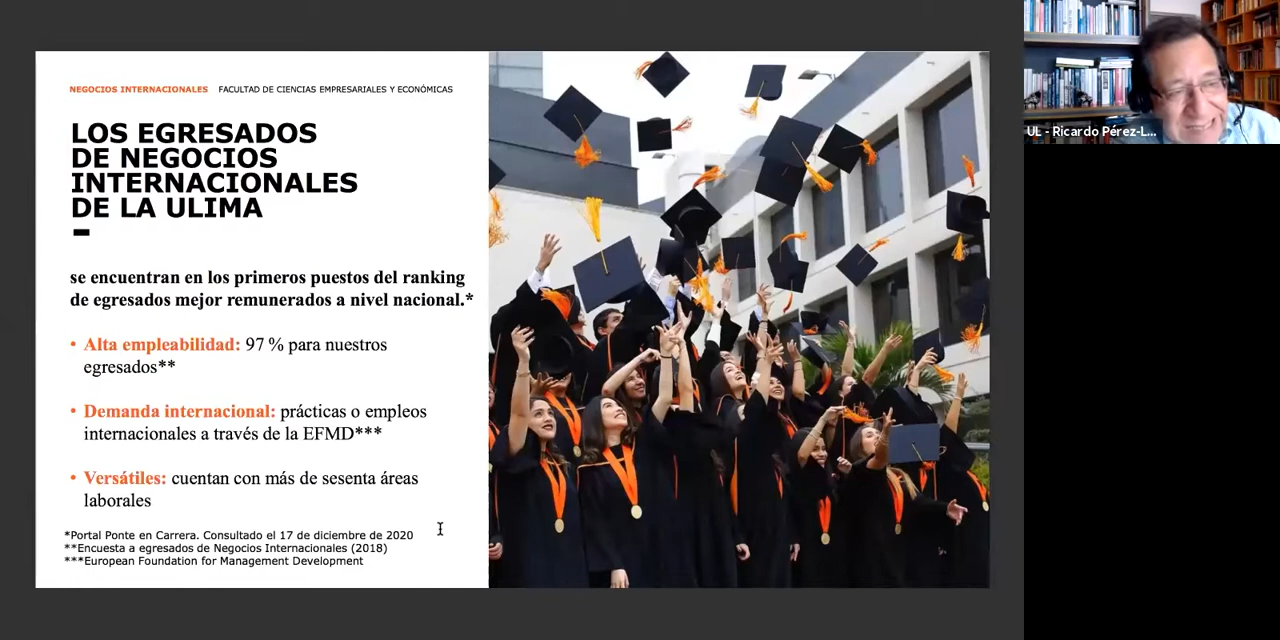 NEGOCIOS INTERNACIONALES FACULTAD DE CIENCIAS EMPRESARIALES Y ECONÓMICAS
LOS EGRESADOS
DE NEGOCIOS
INTERNACIONALES
DE LA ULIMA
se encuentran en los primeros puestos del ranking
de egresados mejor remunerados a nivel nacional.*
• Alta empleabilidad: 97 % para nuestros
egresados**
• Demanda internacional: prácticas o empleos
internacionales a través de la EFMD***
• Versátiles: cuentan con más de sesenta áreas
laborales
*Portal Ponte en Carrera. Consultado el 17 de diciembre de 2020
**Encuesta a egresados de Negocios Internacionales (2018)
***European Foundation for Management Development
UL - Ricardo Pérez-L...